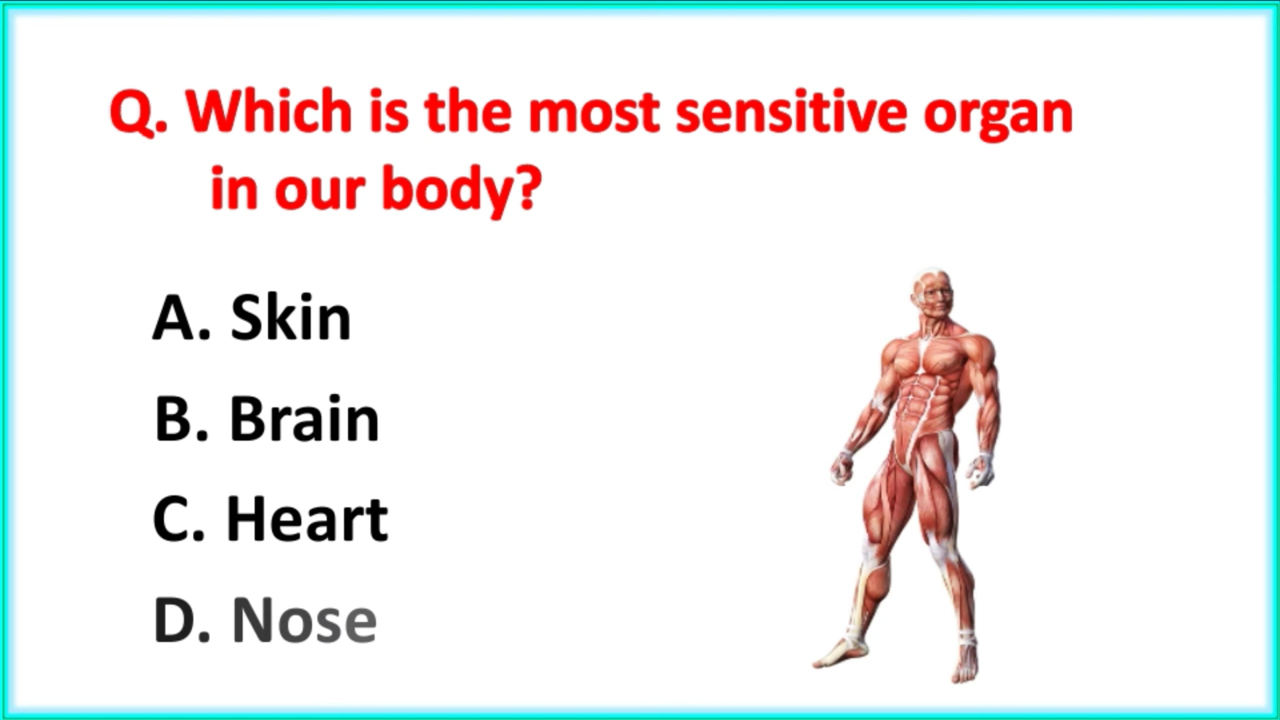 Q. Which is the most sensitive organ
in our body?
A. Skin
B. Brain
C. Heart
D. Nose